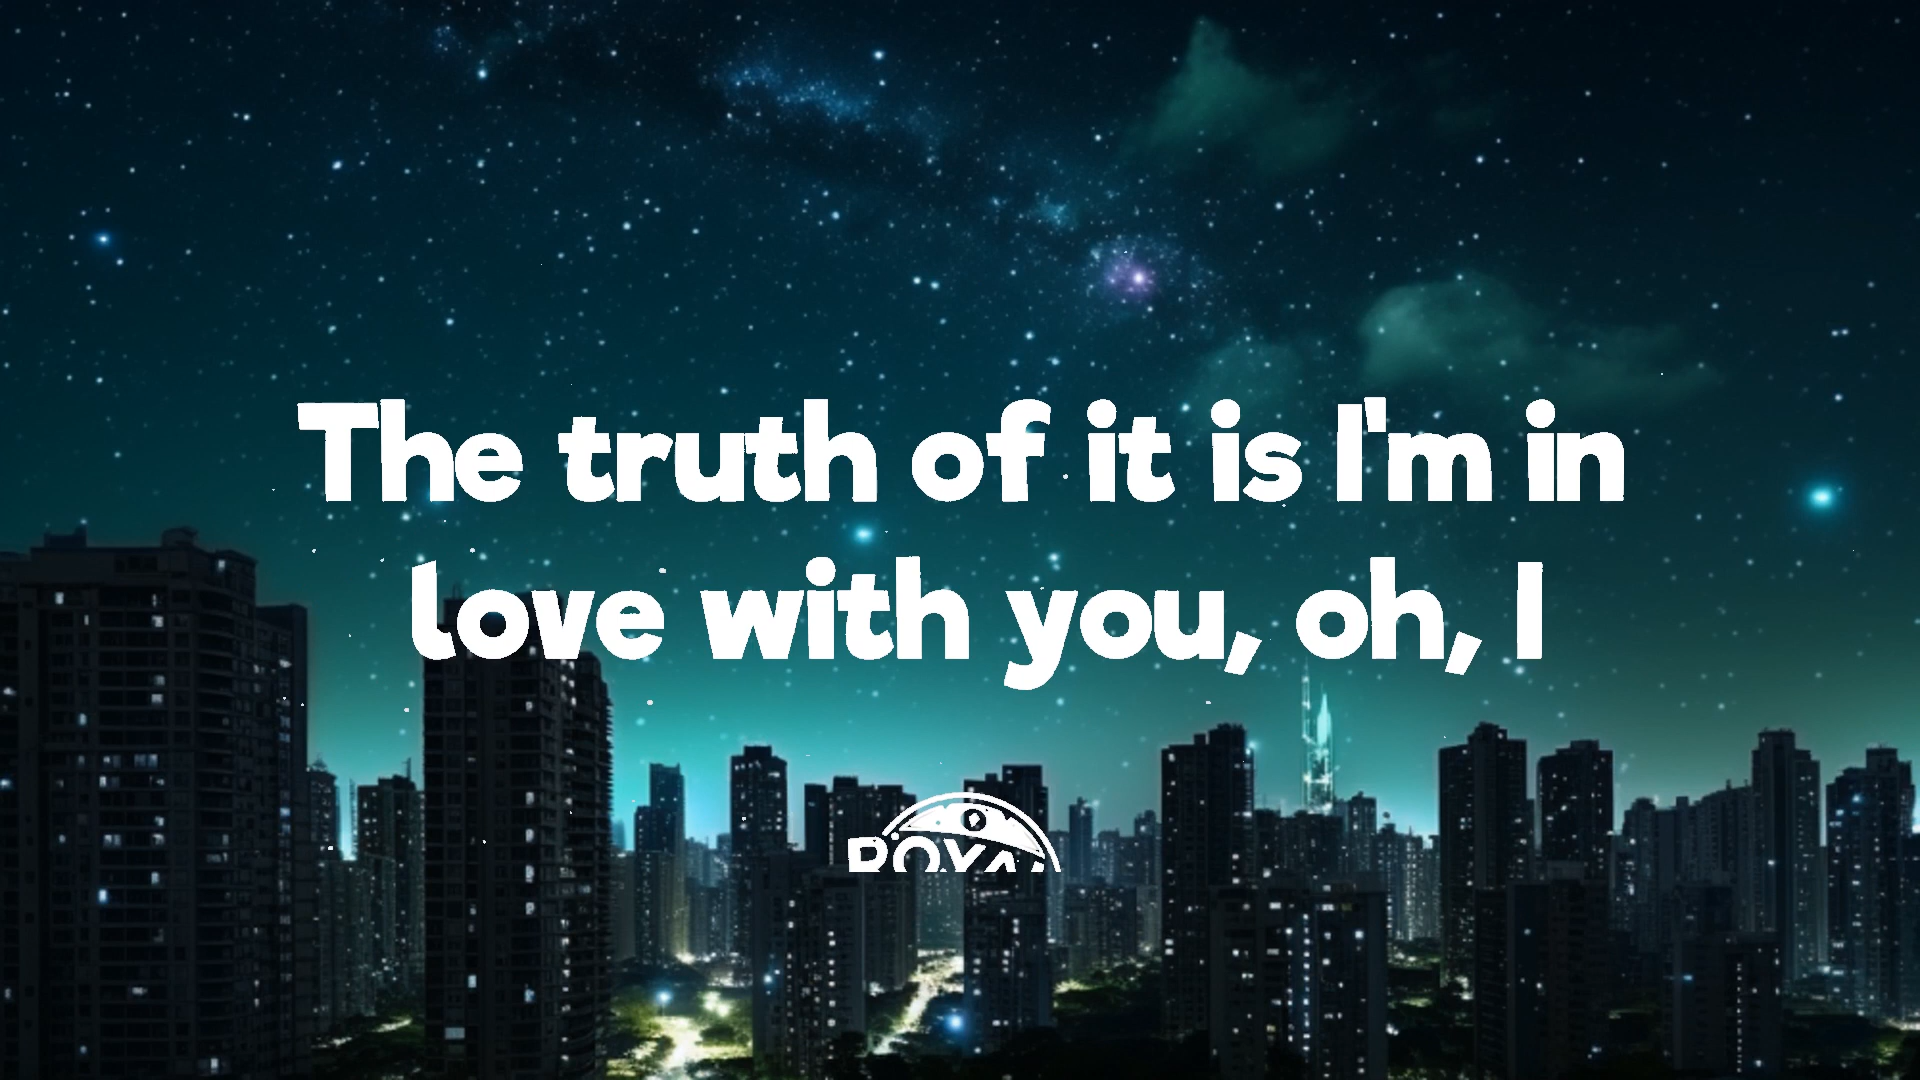 The truth of it is I'm in
love with you, oh, I